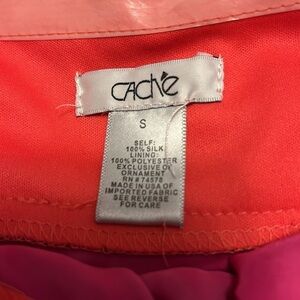 CACHÉ
S
SELF:
100% SILK
LINING:
100% POLYESTER
EXCLUSIVE OF
ORNAMENT
RN # 74578
MADE IN USA OF
IMPORTED FABRIC
SEE REVERSE
FOR CARE